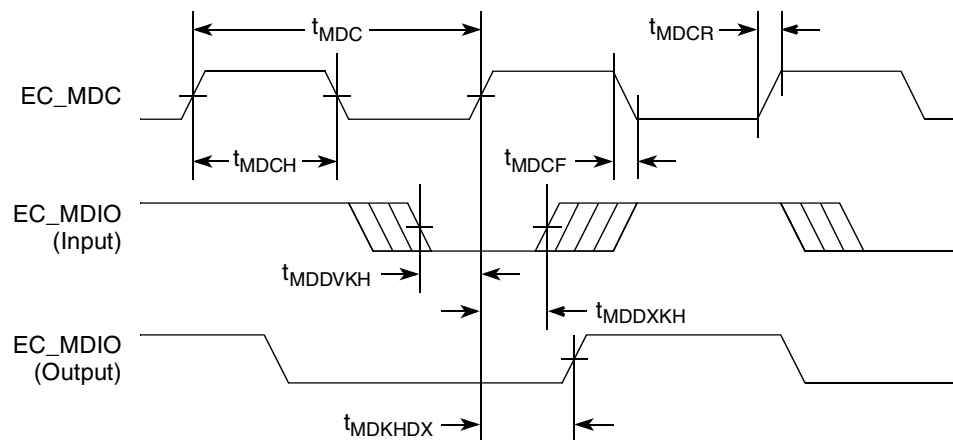 tMDC
tMDCR
EC_MDC
tMDCH
tMDCF
EC_MDIO
(Input)
tMDDVKH
tMDDXKH
EC_MDIO
(Output)
tMDKHDX